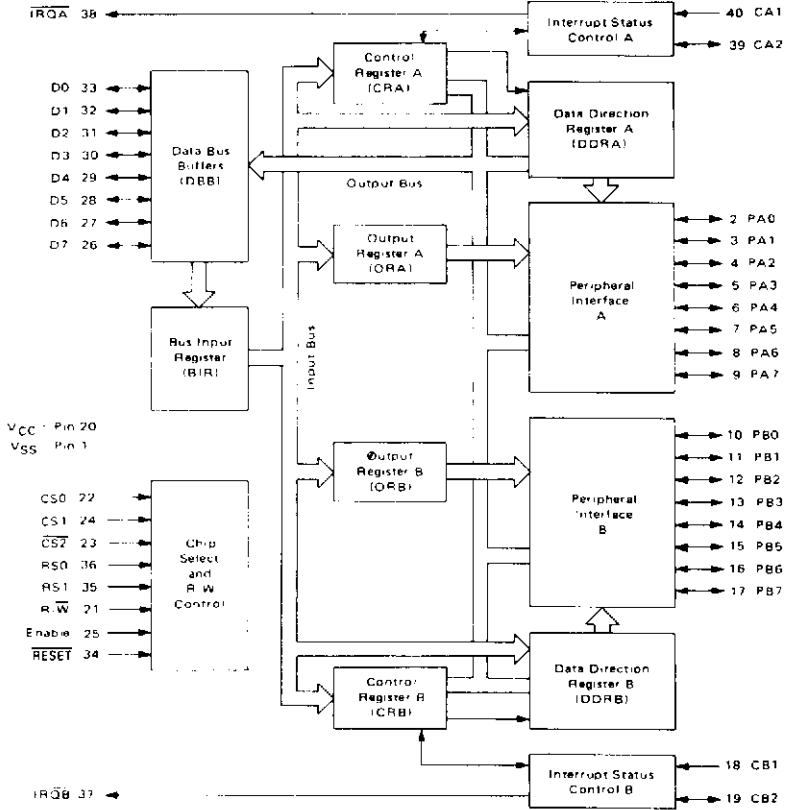 IRQA 38
40 CA1
39 CA2
Interrupt Status
Control A
Control
Register A
(CRA)
D0 33
D1 32
D2 31
D3 30
D4 29
D5 28
D6 27
D7 26
Data Bus
Buffers
(DBB)
Data Direction
Register A
(DDRA)
Output Bus
Output
Register A
(ORA)
Peripheral
Interface
A
2 PA0
3 PA1
4 PA2
5 PA3
6 PA4
7 PA5
8 PA6
9 PA7
Bus Input
Register
(BIR)
Input Bus
VCC : Pin 20
VSS Pin 1
Output
Register B
(ORB)
Peripheral
Interface
B
10 PB0
11 PB1
12 PB2
13 PB3
14 PB4
15 PB5
16 PB6
17 PB7
CS0 22
CS1 24
CS2 23
RS0 36
RS1 35
R/W 21
Enable 25
RESET 34
Chip
Select
and
R/W
Control
Control
Register B
(CRB)
Data Direction
Register B
(DDRB)
IRQB 37
Interrupt Status
Control B
18 CB1
19 CB2